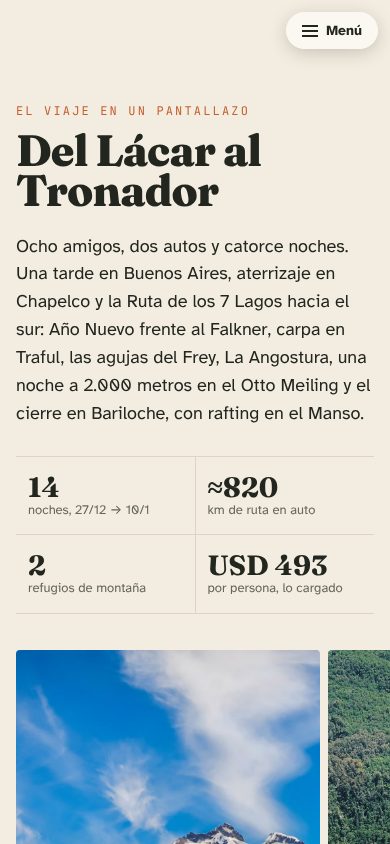 Menú
EL VIAJE EN UN PANTALLAZO
Del Lácar al
Tronador
Ocho amigos, dos autos y catorce noches.
Una tarde en Buenos Aires, aterrizaje en
Chapelco y la Ruta de los 7 Lagos hacia el
sur: Año Nuevo frente al Falkner, carpa en
Traful, las agujas del Frey, La Angostura, una
noche a 2.000 metros en el Otto Meiling y el
cierre en Bariloche, con rafting en el Manso.
14
noches, 27/12 → 10/1
≈820
km de ruta en auto
2
refugios de montaña
USD 493
por persona, lo cargado